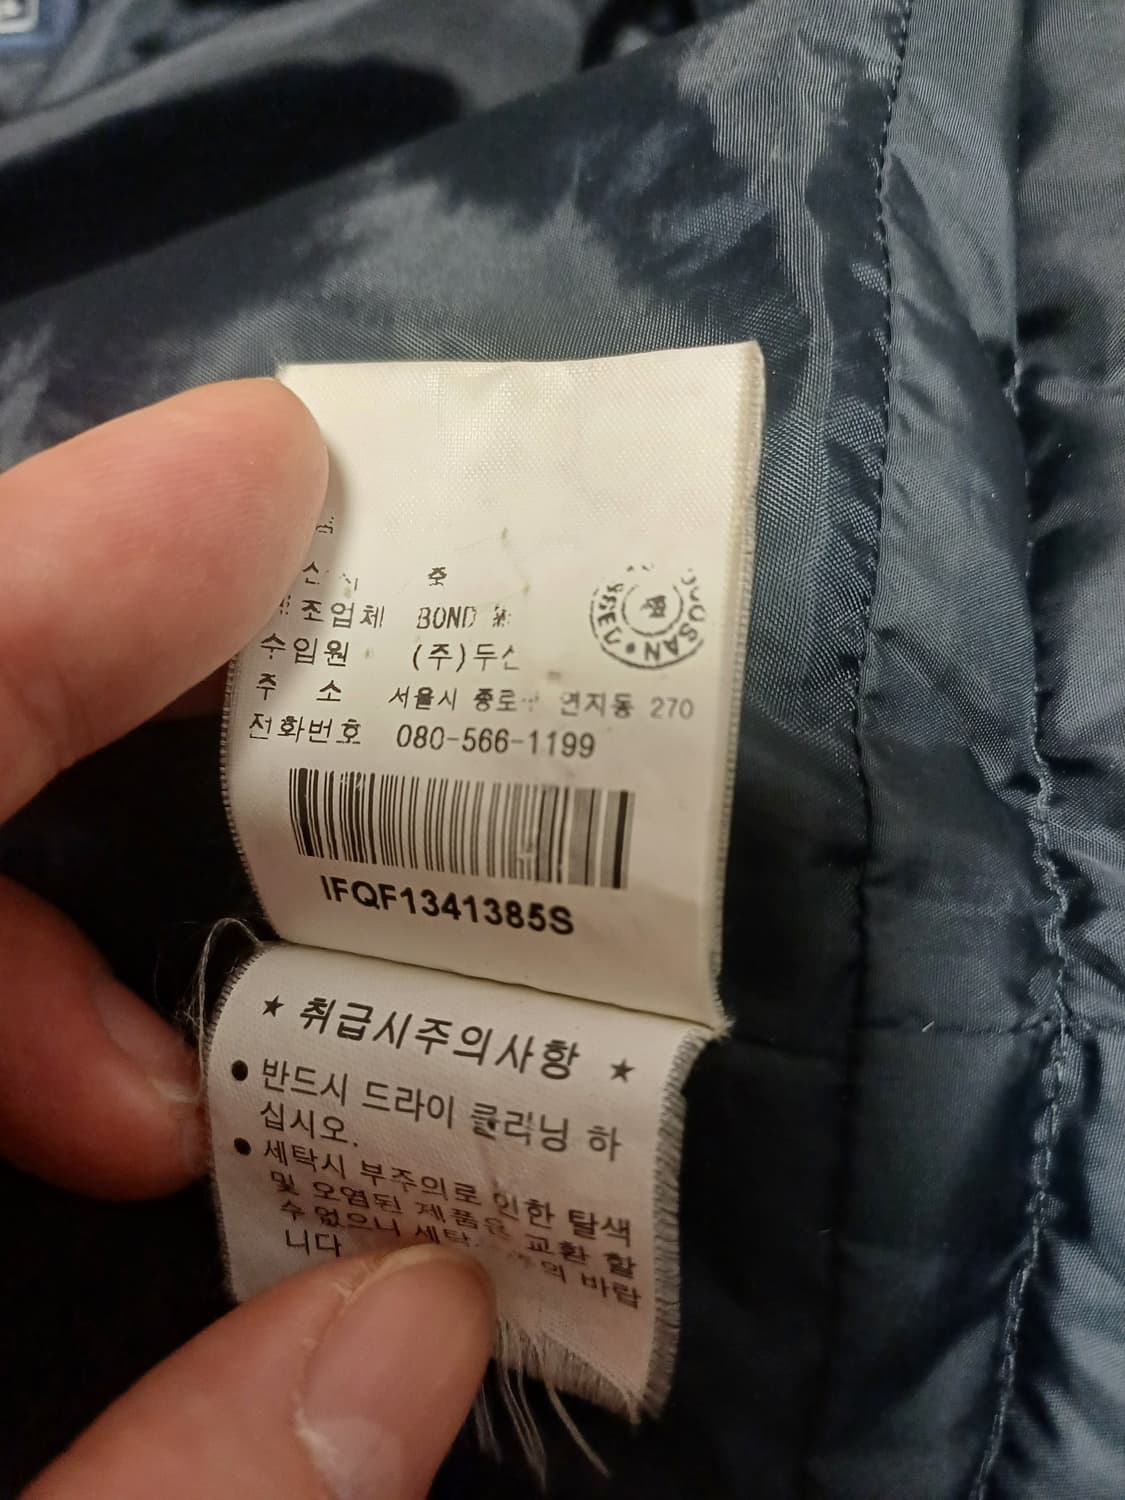 조업체 BOND
수입원 (주)두산
주 소 서울시 종로구 연지동 270
전화번호 080-566-1199
DOOSAN
IFQF1341385S
★ 취급시주의사항 ★
● 반드시 드라이 클리닝 하
십시오.
● 세탁시 부주의로 인한 탈색
및 오염된 제품은 교환 할
수 없으니 세탁 주의 바랍
니다